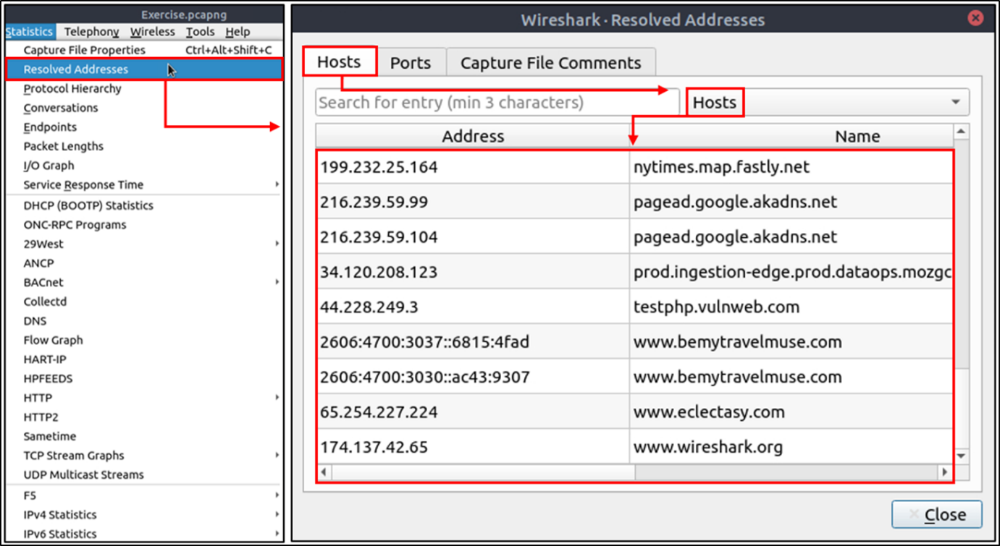 Exercise.pcapng
Statistics Telephony Wireless Tools Help
Capture File Properties Ctrl+Alt+Shift+C
Resolved Addresses
Protocol Hierarchy
Conversations
Endpoints
Packet Lengths
I/O Graph
Service Response Time
DHCP (BOOTP) Statistics
ONC-RPC Programs
29West
ANCP
BACnet
Collectd
DNS
Flow Graph
HART-IP
HPFEEDS
HTTP
HTTP2
Sametime
TCP Stream Graphs
UDP Multicast Streams
F5
IPv4 Statistics
IPv6 Statistics
Wireshark · Resolved Addresses
Hosts Ports Capture File Comments
Search for entry (min 3 characters) Hosts
Address Name
199.232.25.164 nytimes.map.fastly.net
216.239.59.99 pagead.google.akadns.net
216.239.59.104 pagead.google.akadns.net
34.120.208.123 prod.ingestion-edge.prod.dataops.mozgc
44.228.249.3 testphp.vulnweb.com
2606:4700:3037::6815:4fad www.bemytravelmuse.com
2606:4700:3030::ac43:9307 www.bemytravelmuse.com
65.254.227.224 www.eclectasy.com
174.137.42.65 www.wireshark.org
Close